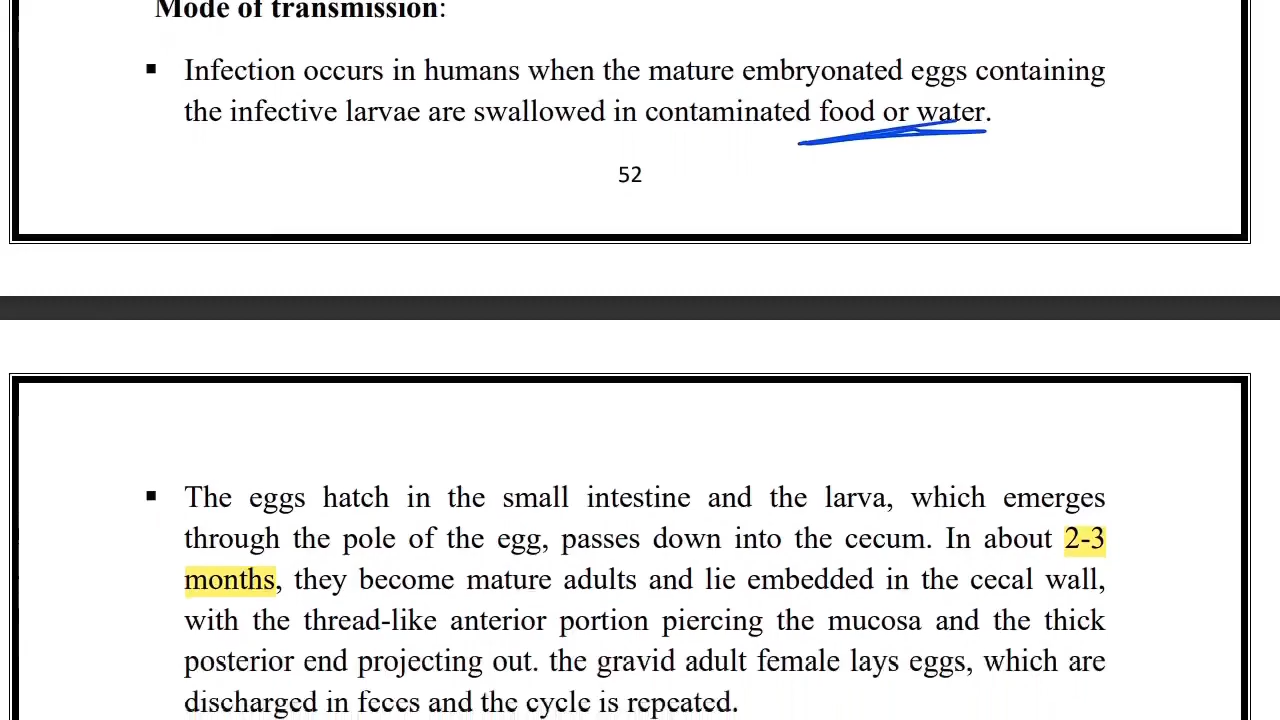 Mode of transmission:
▪ Infection occurs in humans when the mature embryonated eggs containing
the infective larvae are swallowed in contaminated food or water.
52
▪ The eggs hatch in the small intestine and the larva, which emerges
through the pole of the egg, passes down into the cecum. In about 2-3
months, they become mature adults and lie embedded in the cecal wall,
with the thread-like anterior portion piercing the mucosa and the thick
posterior end projecting out. the gravid adult female lays eggs, which are
discharged in feces and the cycle is repeated.